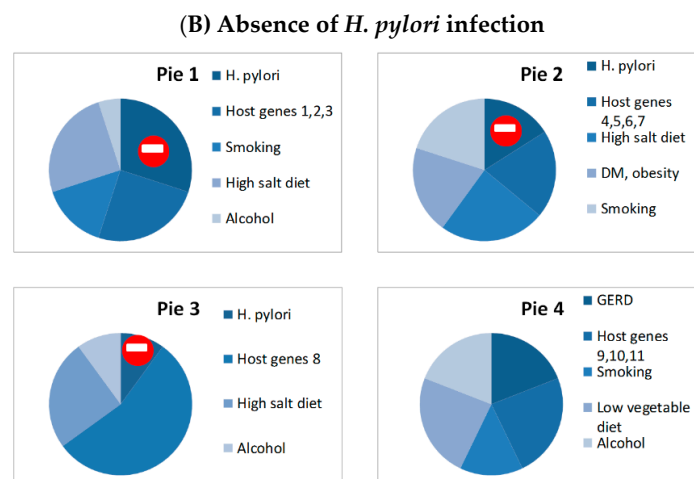 (B) Absence of H. pylori infection
Pie 1
H. pylori
Host genes 1,2,3
Smoking
High salt diet
Alcohol
Pie 2
H. pylori
Host genes
4,5,6,7
High salt diet
DM, obesity
Smoking
Pie 3
H. pylori
Host genes 8
High salt diet
Alcohol
Pie 4
GERD
Host genes
9,10,11
Smoking
Low vegetable
diet
Alcohol